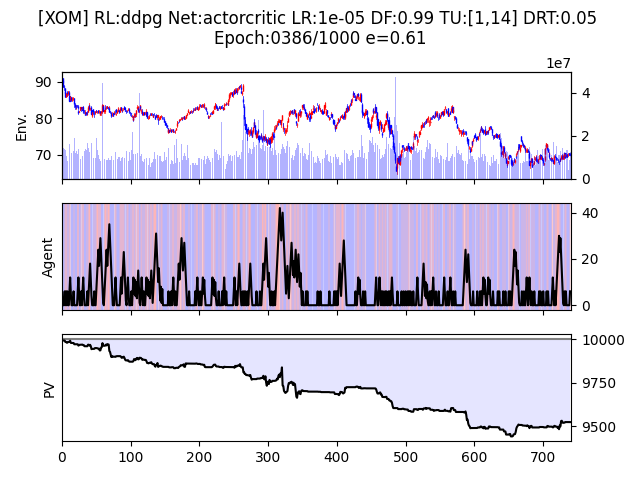 [XOM] RL:ddpg Net:actorcritic LR:1e-05 DF:0.99 TU:[1,14] DRT:0.05
Epoch:0386/1000 e=0.61
1e7
90
80
70
Env.
4
2
0
Agent
40
20
0
PV
10000
9750
9500
0 100 200 300 400 500 600 700